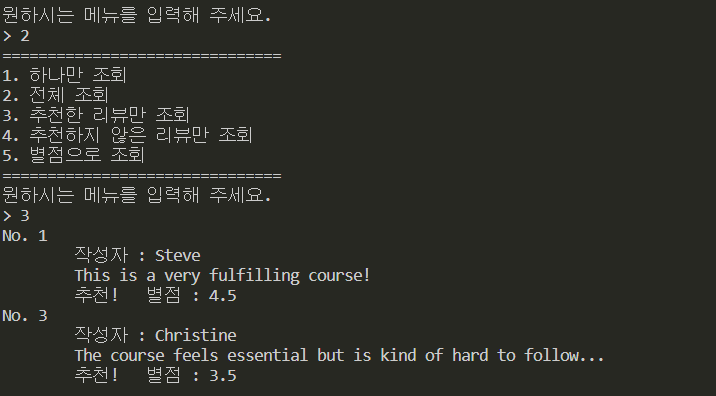 원하시는 메뉴를 입력해 주세요.
> 2
===============================
1. 하나만 조회
2. 전체 조회
3. 추천한 리뷰만 조회
4. 추천하지 않은 리뷰만 조회
5. 별점으로 조회
===============================
원하시는 메뉴를 입력해 주세요.
> 3
No. 1
작성자 : Steve
This is a very fulfilling course!
추천! 별점 : 4.5
No. 3
작성자 : Christine
The course feels essential but is kind of hard to follow...
추천! 별점 : 3.5